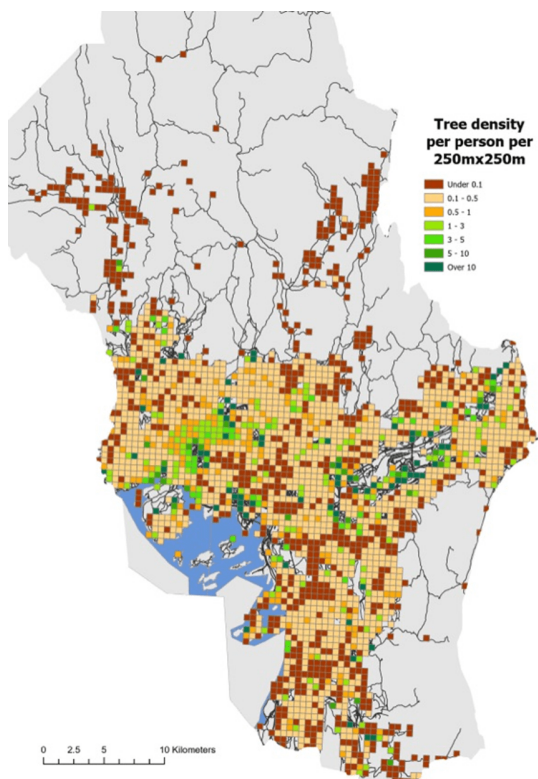 Tree density
per person per
250mx250m
Under 0.1
0.1 - 0.5
0.5 - 1
1 - 3
3 - 5
5 - 10
Over 10
0 2.5 5 10 Kilometers